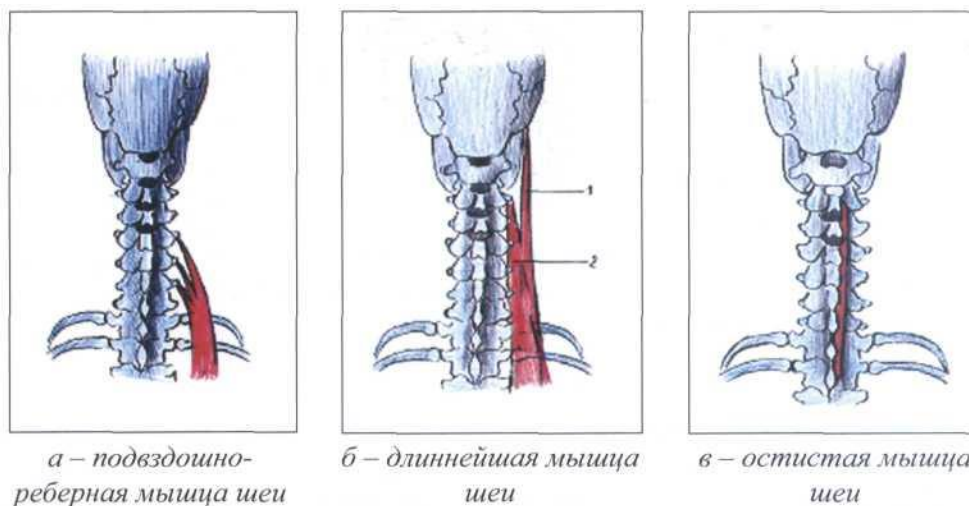 1
2
а – подвздошно-
реберная мышца шеи
б – длиннейшая мышца
шеи
в – остистая мышца
шеи